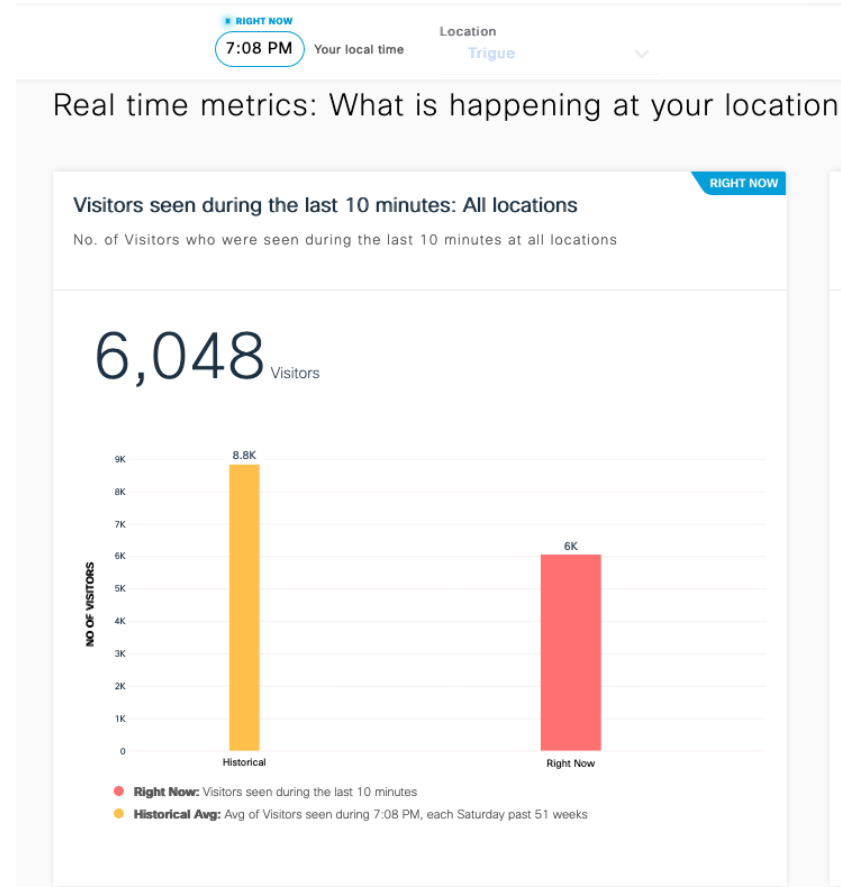 RIGHT NOW
7:08 PM Your local time
Location
Trigue
Real time metrics: What is happening at your location
RIGHT NOW
Visitors seen during the last 10 minutes: All locations
No. of Visitors who were seen during the last 10 minutes at all locations
6,048 Visitors
NO OF VISITORS
9K
8K
7K
6K
5K
4K
3K
2K
1K
0
8.8K
6K
Historical
Right Now
Right Now: Visitors seen during the last 10 minutes
Historical Avg: Avg of Visitors seen during 7:08 PM, each Saturday past 51 weeks